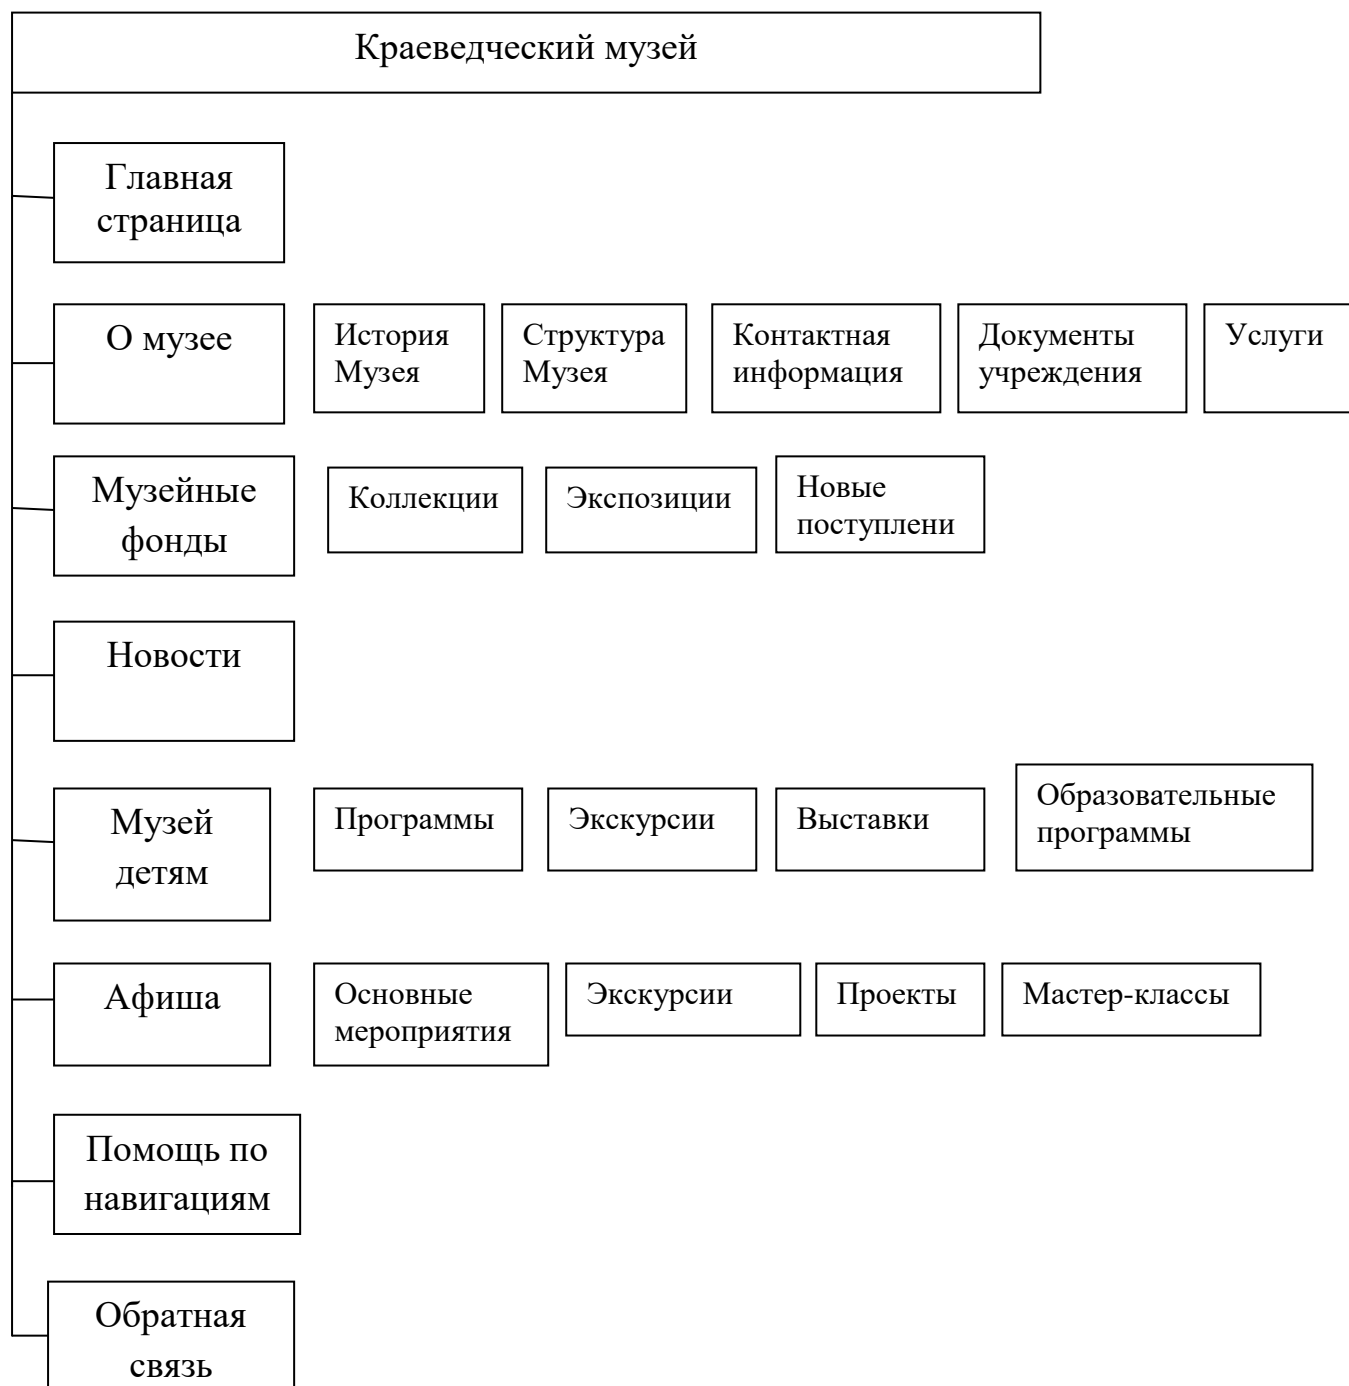 Краеведческий музей
Главная
страница
О музее
История
Музея
Структура
Музея
Контактная
информация
Документы
учреждения
Услуги
Музейные
фонды
Коллекции
Экспозиции
Новые
поступлени
Новости
Музей
детям
Программы
Экскурсии
Выставки
Образовательные
программы
Афиша
Основные
мероприятия
Экскурсии
Проекты
Мастер-классы
Помощь по
навигациям
Обратная
связь